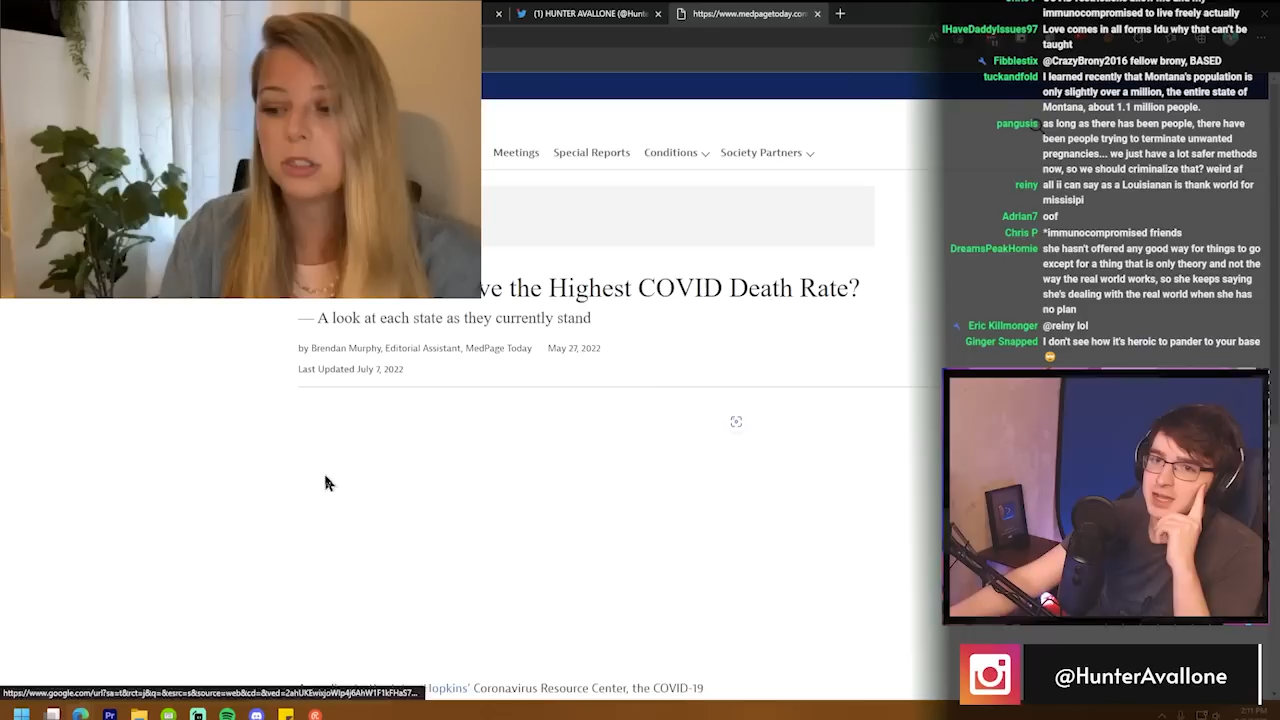 (1) HUNTER AVALLONE (@Hunte
https://www.medpagetoday.com
Meetings
Special Reports
Conditions
Society Partners
ve the Highest COVID Death Rate?
— A look at each state as they currently stand
by Brendan Murphy, Editorial Assistant, MedPage Today
May 27, 2022
Last Updated July 7, 2022
Hopkins' Coronavirus Resource Center, the COVID-19
immunocompromised to live freely actually
IHaveDaddyIssues97 Love comes in all forms Idu why that can't be
taught
Fibblestix @CrazyBrony2016 fellow brony, BASED
tuckandfold I learned recently that Montana's population is
only slightly over a million, the entire state of
Montana, about 1.1 million people.
pangusis as long as there has been people, there have
been people trying to terminate unwanted
pregnancies... we just have a lot safer methods
now, so we should criminalize that? weird af
reiny all ii can say as a Louisianan is thank world for
missisipi
Adrian7 oof
Chris P *immunocompromised friends
DreamsPeakHomie she hasn't offered any good way for things to go
except for a thing that is only theory and not the
way the real world works, so she keeps saying
she's dealing with the real world when she has
no plan
Eric Killmonger @reiny lol
Ginger Snapped I don't see how it's heroic to pander to your base
@HunterAvallone
2:11 PM